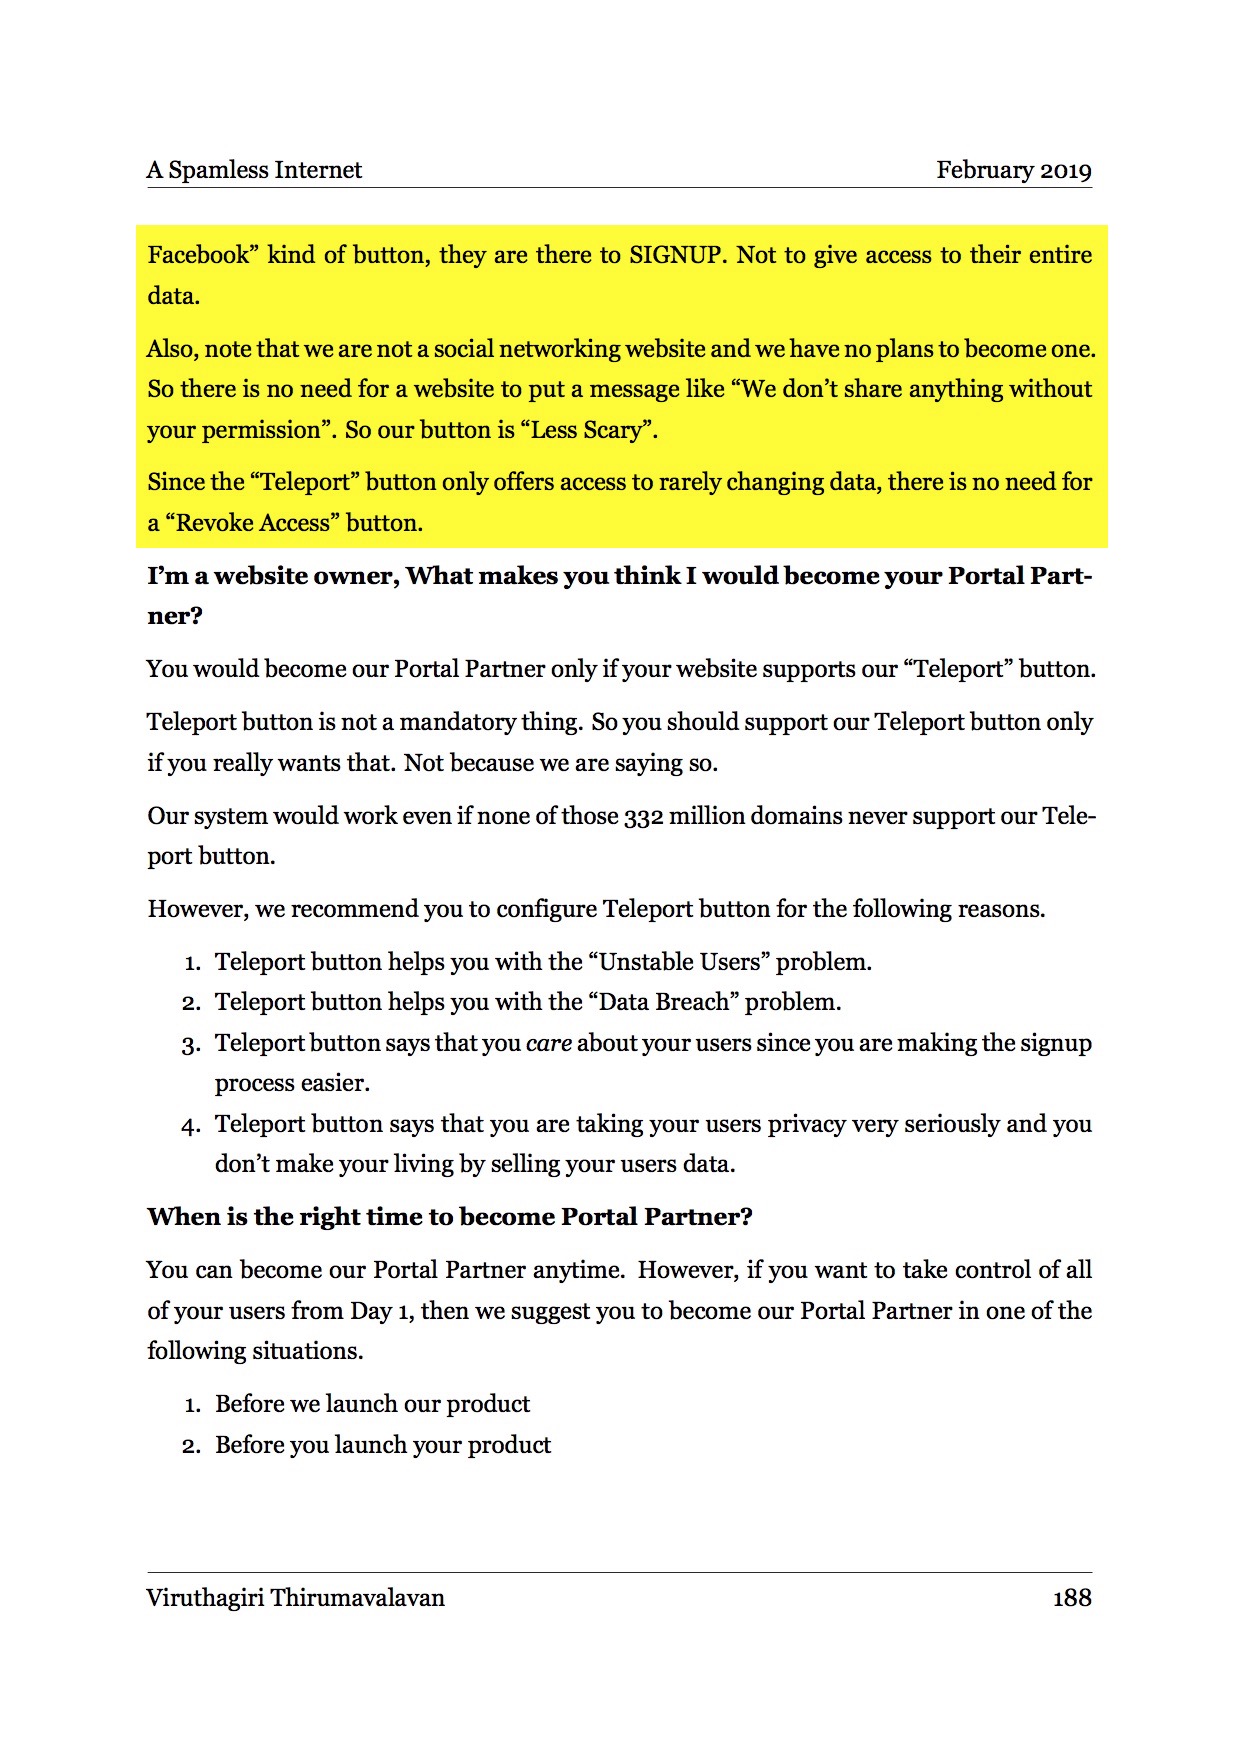 A Spamless Internet February 2019
Facebook” kind of button, they are there to SIGNUP. Not to give access to their entire
data.
Also, note that we are not a social networking website and we have no plans to become one.
So there is no need for a website to put a message like “We don’t share anything without
your permission”. So our button is “Less Scary”.
Since the “Teleport” button only offers access to rarely changing data, there is no need for
a “Revoke Access” button.
I’m a website owner, What makes you think I would become your Portal Part-
ner?
You would become our Portal Partner only if your website supports our “Teleport” button.
Teleport button is not a mandatory thing. So you should support our Teleport button only
if you really wants that. Not because we are saying so.
Our system would work even if none of those 332 million domains never support our Tele-
port button.
However, we recommend you to configure Teleport button for the following reasons.
1. Teleport button helps you with the “Unstable Users” problem.
2. Teleport button helps you with the “Data Breach” problem.
3. Teleport button says that you care about your users since you are making the signup
process easier.
4. Teleport button says that you are taking your users privacy very seriously and you
don’t make your living by selling your users data.
When is the right time to become Portal Partner?
You can become our Portal Partner anytime. However, if you want to take control of all
of your users from Day 1, then we suggest you to become our Portal Partner in one of the
following situations.
1. Before we launch our product
2. Before you launch your product
Viruthagiri Thirumavalavan 188